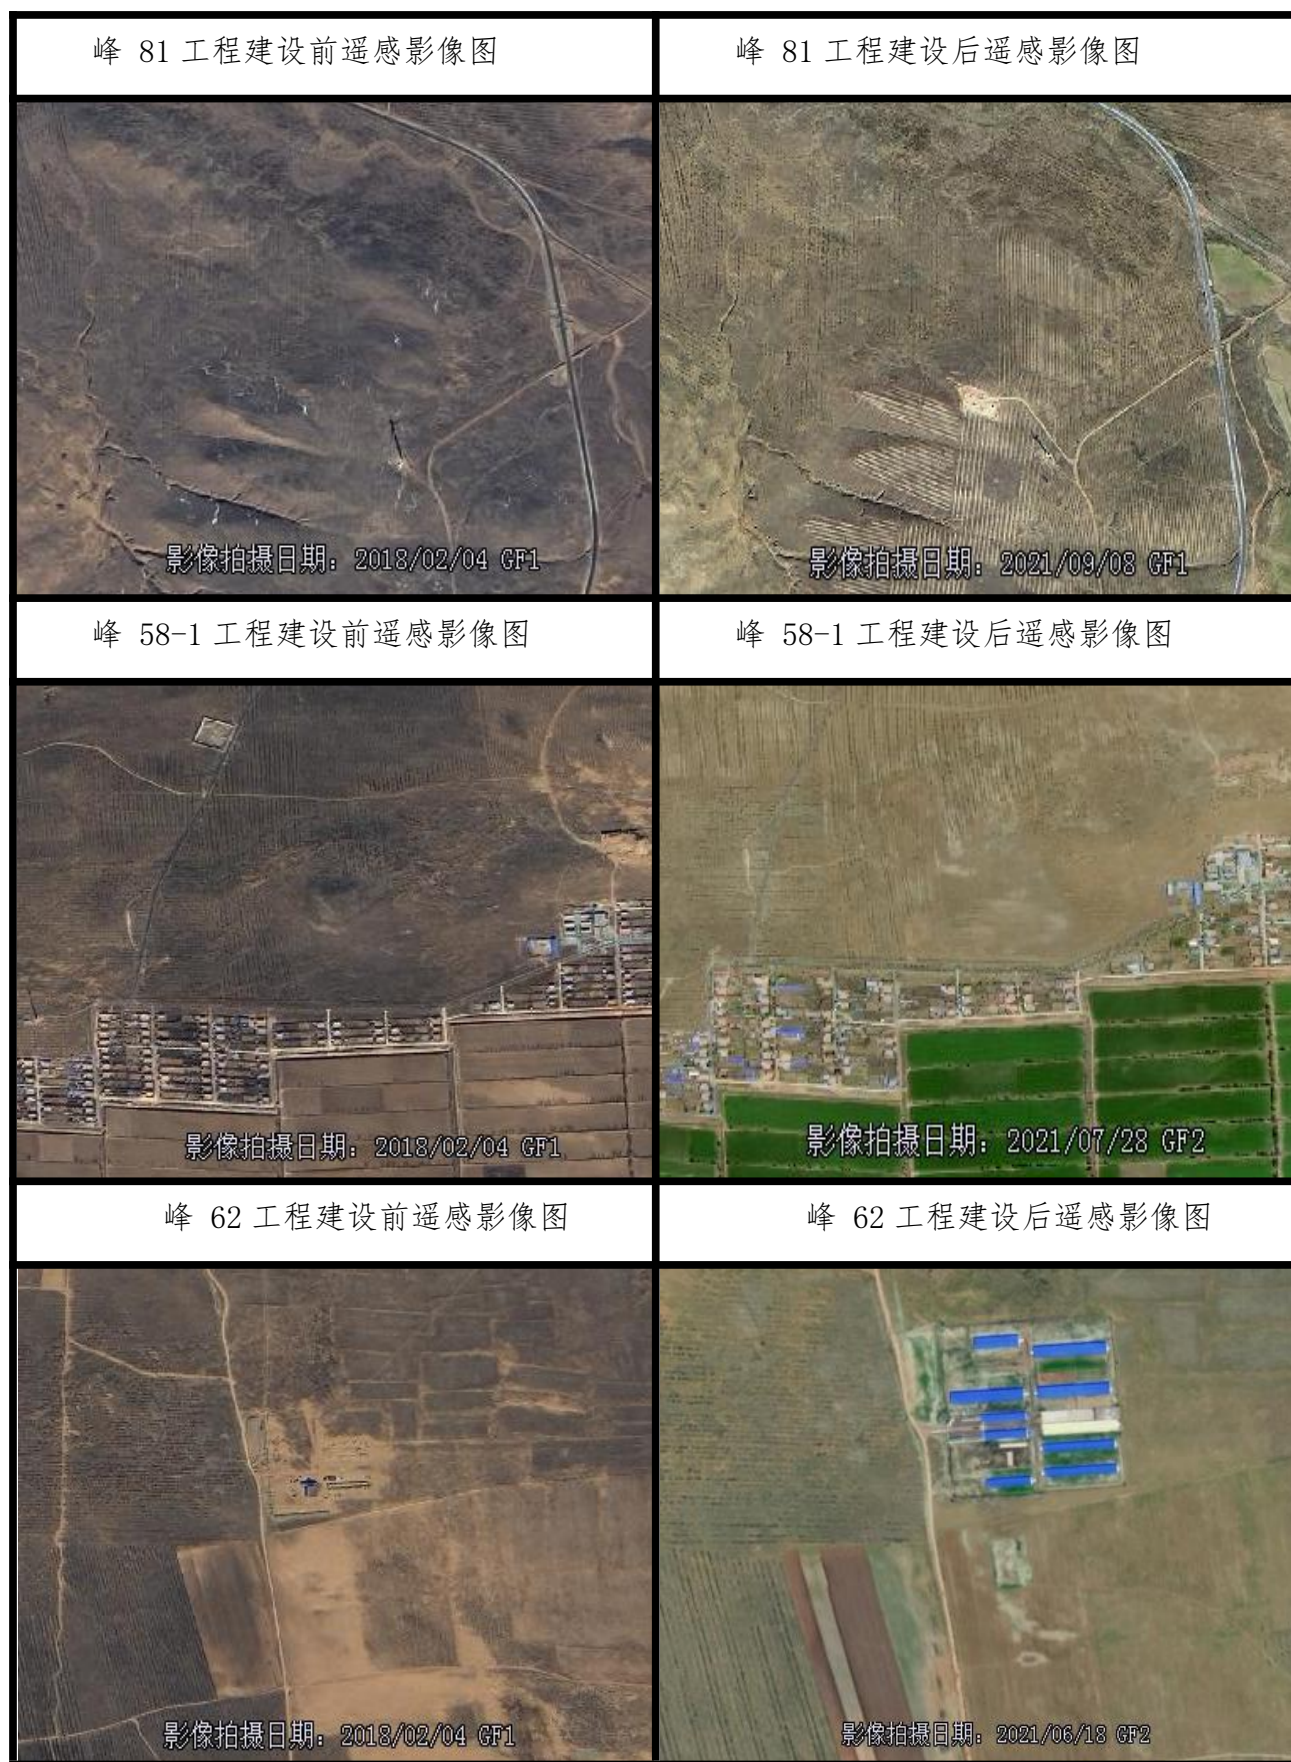 峰 81 工程建设前遥感影像图
峰 81 工程建设后遥感影像图
影像拍摄日期：2018/02/04 GF1
影像拍摄日期：2021/09/08 GF1
峰 58-1 工程建设前遥感影像图
峰 58-1 工程建设后遥感影像图
影像拍摄日期：2018/02/04 GF1
影像拍摄日期：2021/07/28 GF2
峰 62 工程建设前遥感影像图
峰 62 工程建设后遥感影像图
影像拍摄日期：2018/02/04 GF1
影像拍摄日期：2021/06/18 GF2